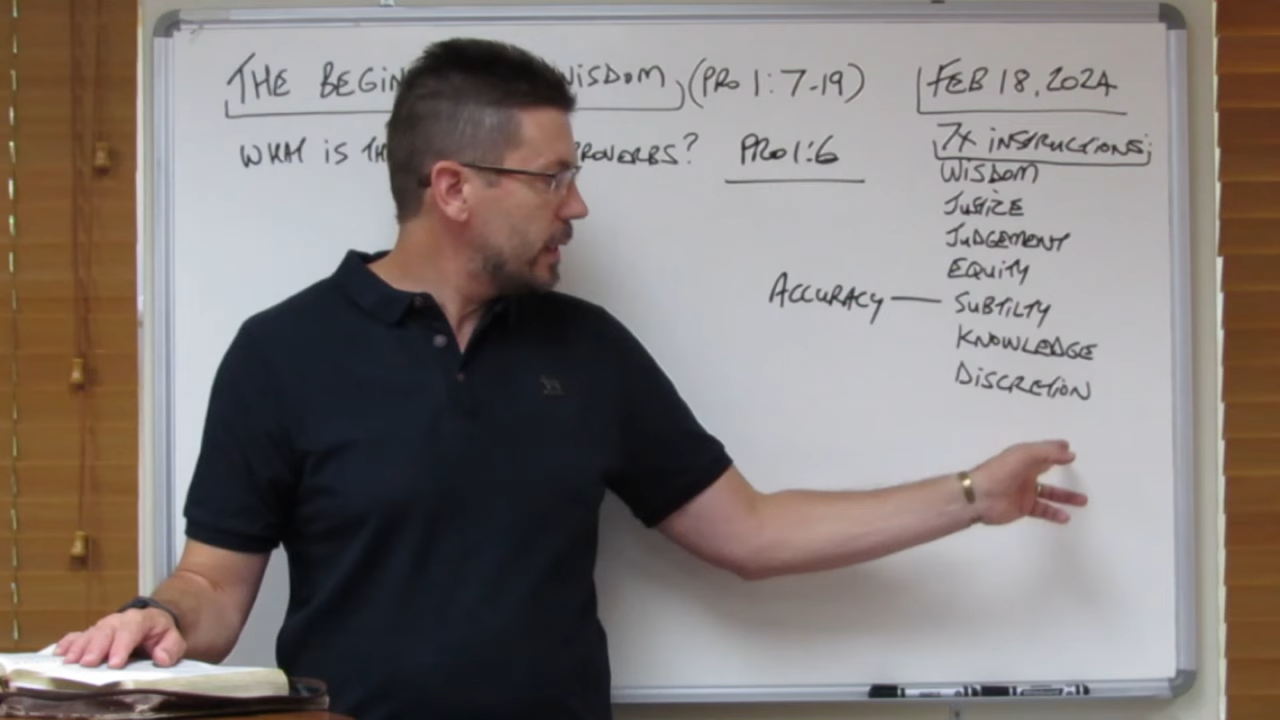 THE BEGIN WISDOM (PRO 1:7-19)
WHAT IS TH PROVERBS? PRO 1:6
FEB 18, 2024
7X INSTRUCTIONS:
WISDOM
JUSTICE
JUDGEMENT
EQUITY
ACCURACY — SUBTILTY
KNOWLEDGE
DISCRETION